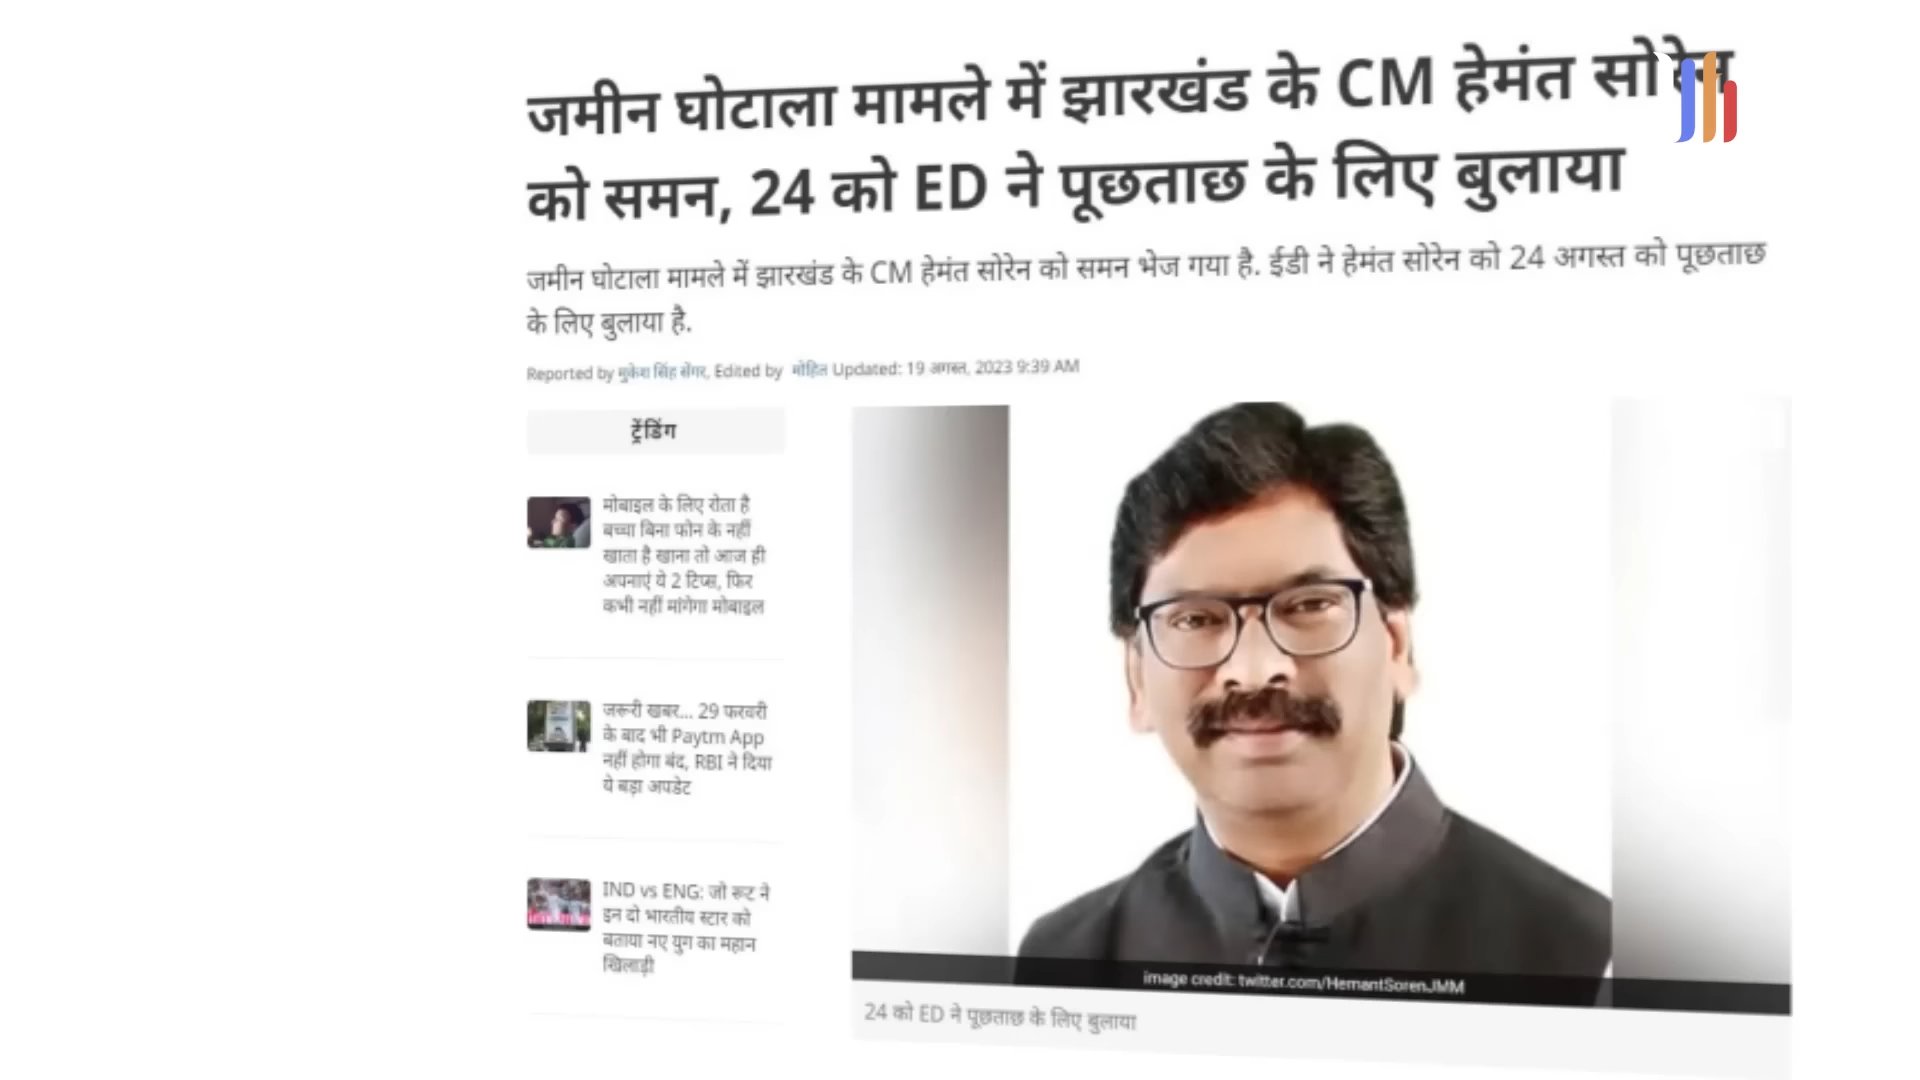 जमीन घोटाला मामले में झारखंड के CM हेमंत सोरेन
को समन, 24 को ED ने पूछताछ के लिए बुलाया
जमीन घोटाला मामले में झारखंड के CM हेमंत सोरेन को समन भेज गया है. ईडी ने हेमंत सोरेन को 24 अगस्त को पूछताछ
के लिए बुलाया है.
Reported by मुकेश सिंह सेंगर, Edited by मोहित Updated: 19 अगस्त, 2023 9:39 AM
ट्रेंडिंग
मोबाइल के लिए रोता है
बच्चा बिना फोन के नहीं
खाता है खाना तो आज ही
अपनाएं ये 2 टिप्स, फिर
कभी नहीं मांगेगा मोबाइल
जरूरी खबर... 29 फरवरी
के बाद भी Paytm App
नहीं होगा बंद, RBI ने दिया
ये बड़ा अपडेट
IND vs ENG: जो रूट ने
इन दो भारतीय स्टार को
बताया नए युग का महान
खिलाड़ी
image credit: twitter.com/HemantSorenJMM
24 को ED ने पूछताछ के लिए बुलाया